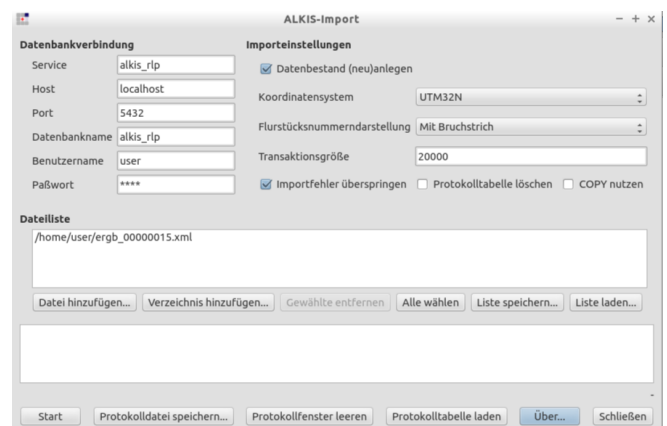 ALKIS-Import
Datenbankverbindung
Service alkis_rlp
Host localhost
Port 5432
Datenbankname alkis_rlp
Benutzername user
Paßwort ****
Importeinstellungen
Datenbestand (neu)anlegen
Koordinatensystem UTM32N
Flurstücksnummerndarstellung Mit Bruchstrich
Transaktionsgröße 20000
Importfehler überspringen Protokolltabelle löschen COPY nutzen
Dateiliste
/home/user/ergb_00000015.xml
Datei hinzufügen... Verzeichnis hinzufügen... Gewählte entfernen Alle wählen Liste speichern... Liste laden...
Start Protokolldatei speichern... Protokollfenster leeren Protokolltabelle laden Über... Schließen